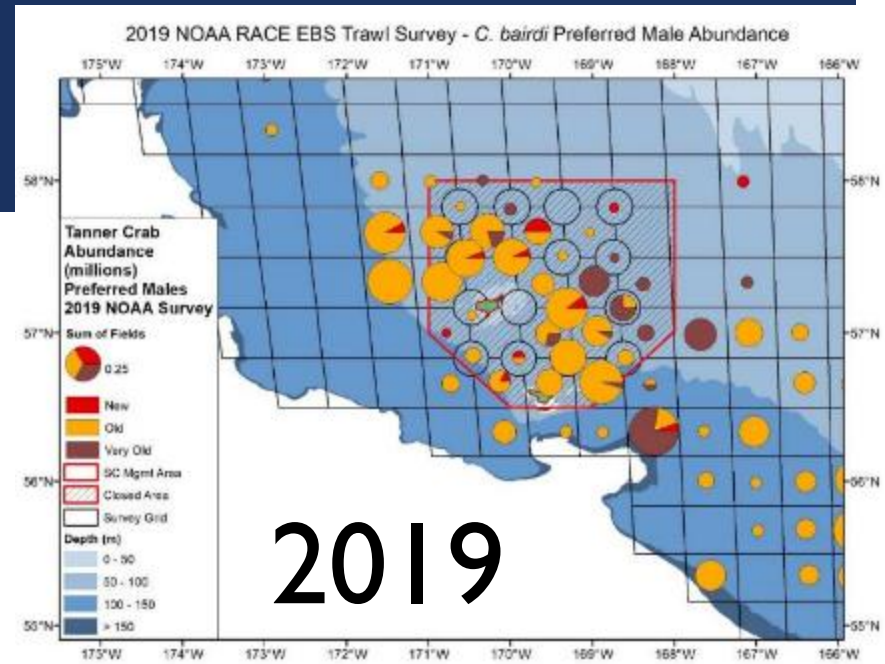 2019 NOAA RACE EBS Trawl Survey - C. bairdi Preferred Male Abundance
175°W 174°W 173°W 172°W 171°W 170°W 169°W 168°W 167°W 166°W
58°N 58°N
Tanner Crab
Abundance
(millions)
Preferred Males
2019 NOAA Survey
Sum of Fields
0.25
New
Old
Very Old
SC Mgmt Area
Closed Area
Survey Grid
Depth (m)
0 - 50
50 - 100
100 - 150
> 150
57°N 57°N
56°N 56°N
2019
55°N 55°N
175°W 174°W 173°W 172°W 171°W 170°W 169°W 168°W 167°W 166°W